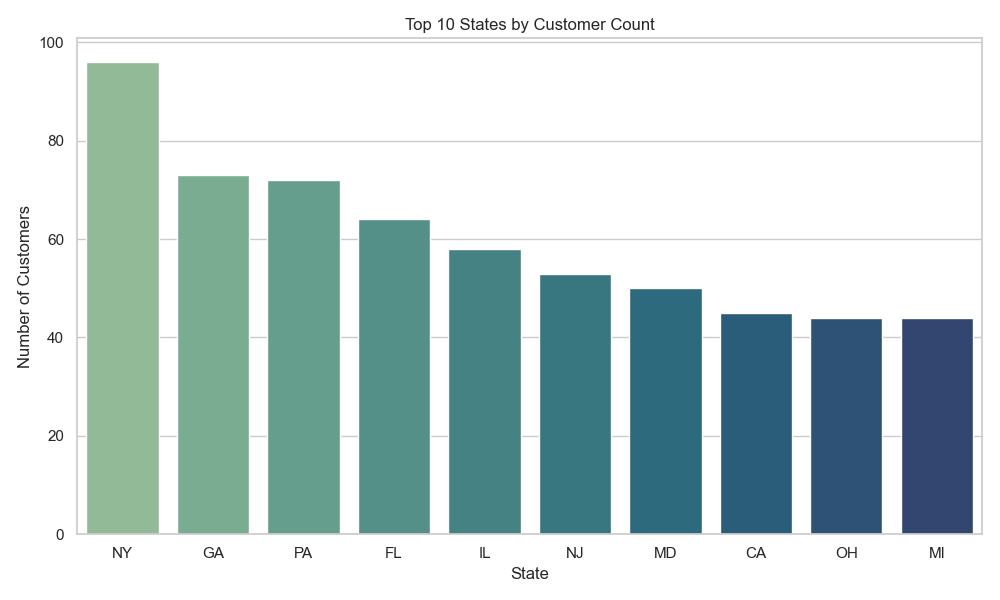 Top 10 States by Customer Count
Number of Customers
100
80
60
40
20
0
NY GA PA FL IL NJ MD CA OH MI
State